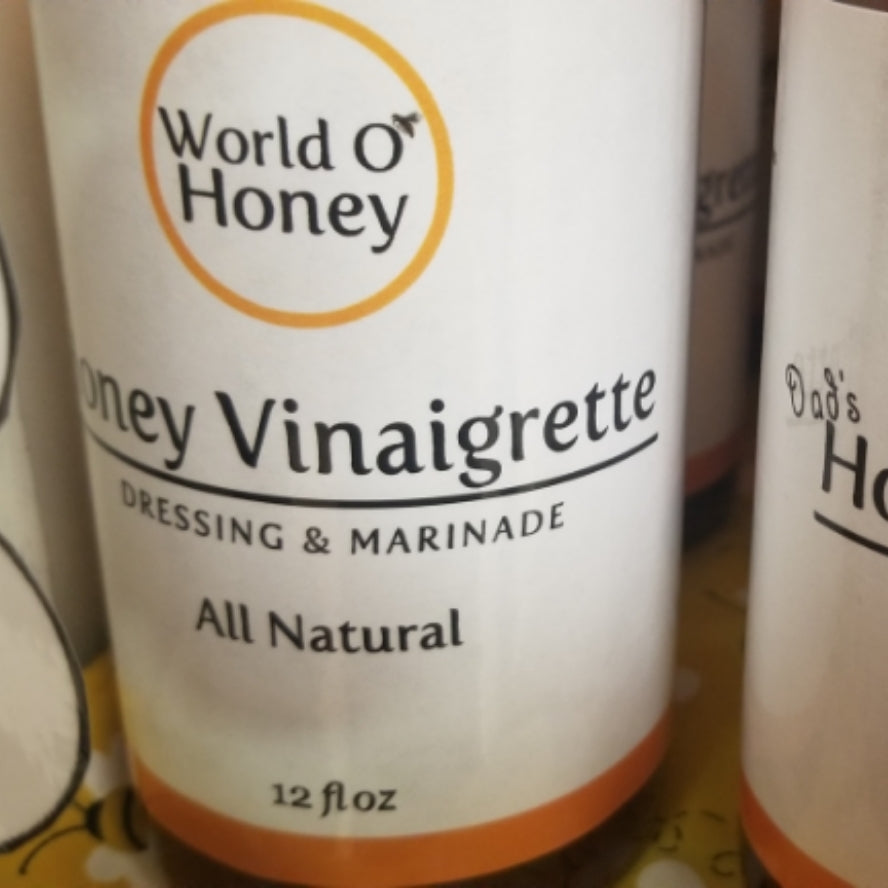 World O'
Honey
oney Vinaigrette
DRESSING & MARINADE
All Natural
12 fl oz
Dad's
Ho